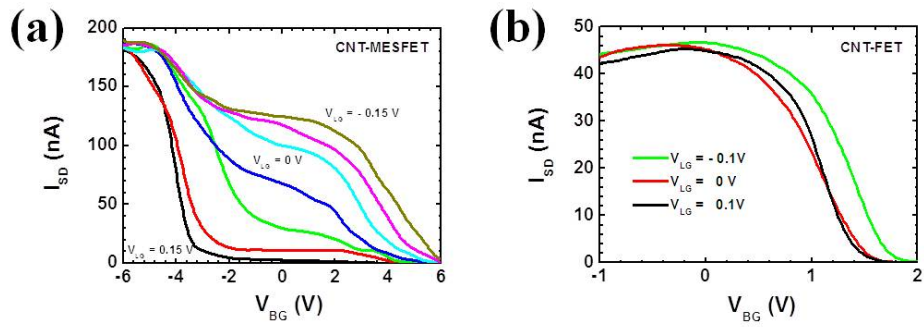 (a)
200
150
100
50
0
I_SD (nA)
CNT-MESFET
V_LG = - 0.15 V
V_LG = 0 V
V_LG = 0.15 V
-6 -4 -2 0 2 4 6
V_BG (V)
(b)
50
40
30
20
10
0
I_SD (nA)
CNT-FET
V_LG = - 0.1V
V_LG = 0 V
V_LG = 0.1V
-1 0 1 2
V_BG (V)